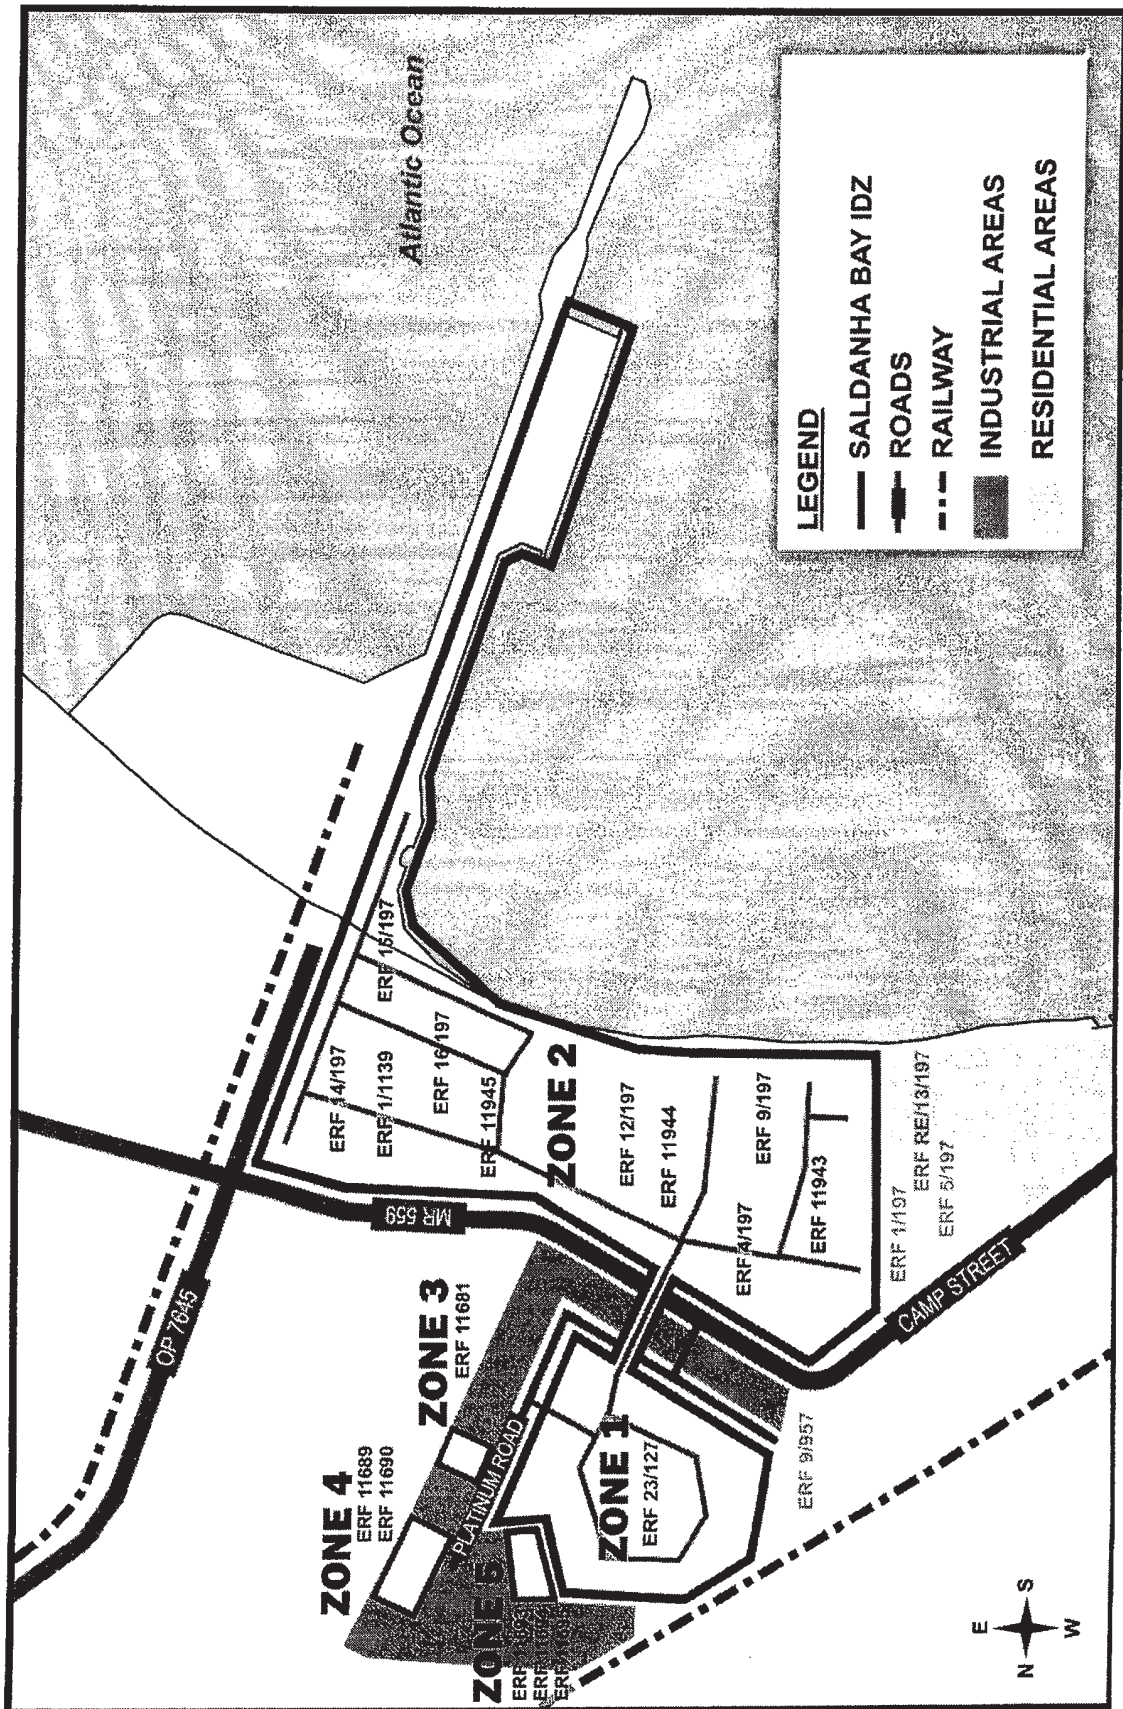 Atlantic Ocean
LEGEND
SALDANHA BAY IDZ
ROADS
RAILWAY
INDUSTRIAL AREAS
RESIDENTIAL AREAS
OP 7645
MR 559
ERF 14/197
ERF 1/1139
ERF 16/197
ERF 15/197
ERF 11945
ZONE 2
ERF 12/197
ERF 11944
ERF 9/197
ERF 4/197
ERF 11943
ERF 1/197
ERF RE/13/197
ERF 5/197
CAMP STREET
ZONE 3
ERF 11681
ZONE 4
ERF 11689
ERF 11690
PLATINUM ROAD
ZONE 1
ERF 23/127
ERF 9/957
ZONE 5
ERF
ERF
ERF
N
E
S
W